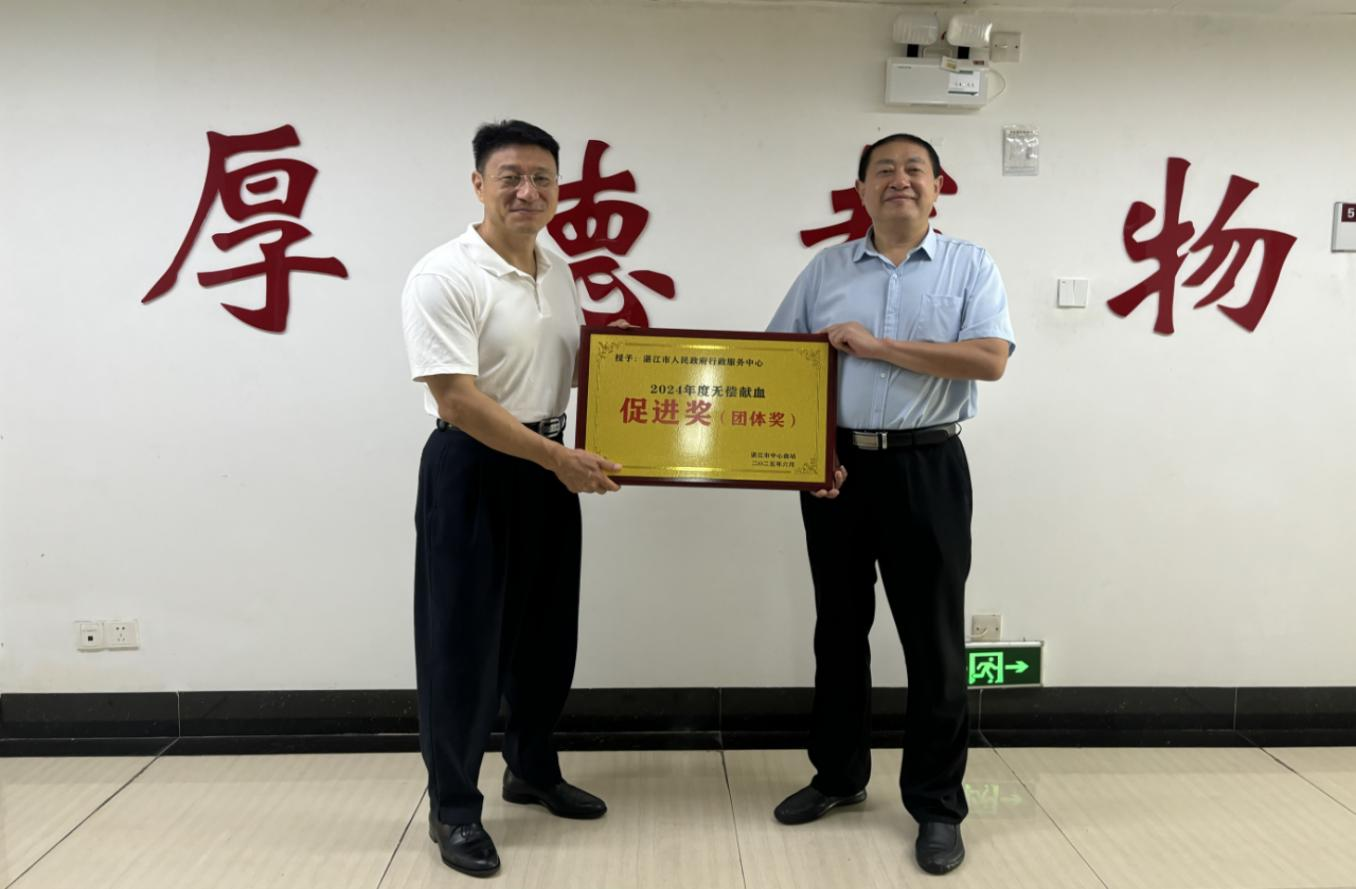 厚德 物
授予：湛江市人民政府行政服务中心
2024年度无偿献血
促进奖（团体奖）
湛江市中心血站
二〇二五年六月
5